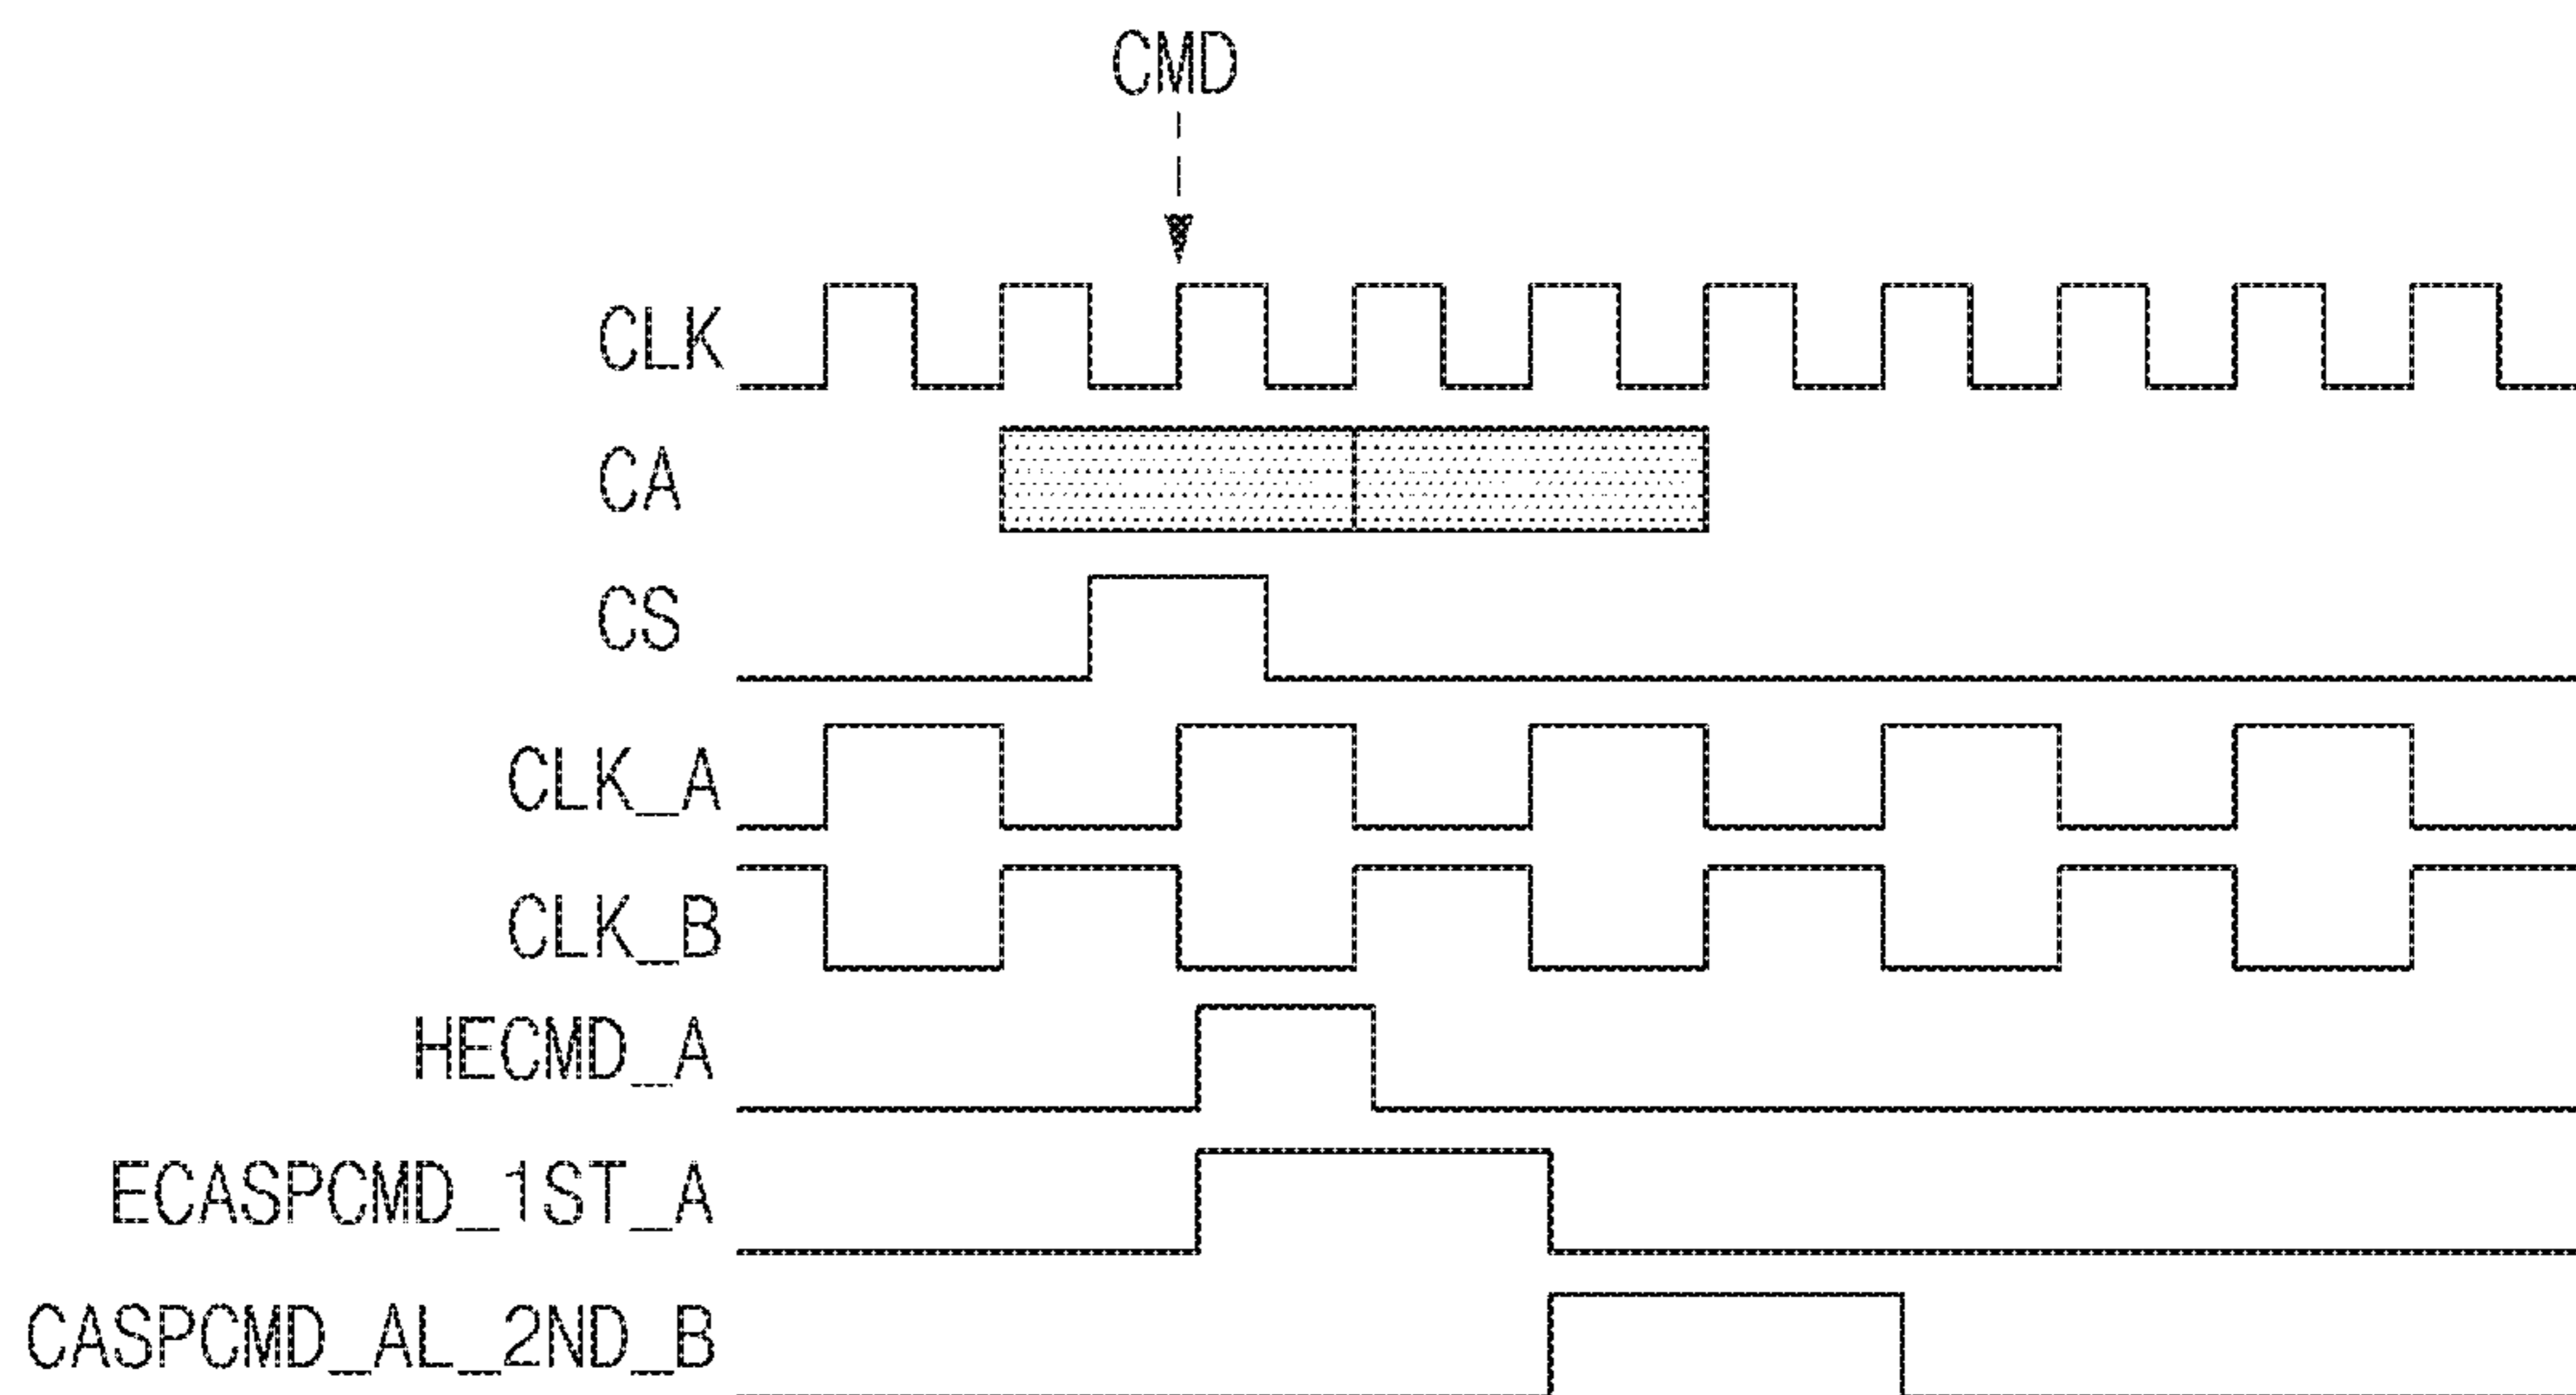 CMD
CLK
CA
CS
CLK_A
CLK_B
HECMD_A
ECASPCMD_1ST_A
CASPCMD_AL_2ND_B